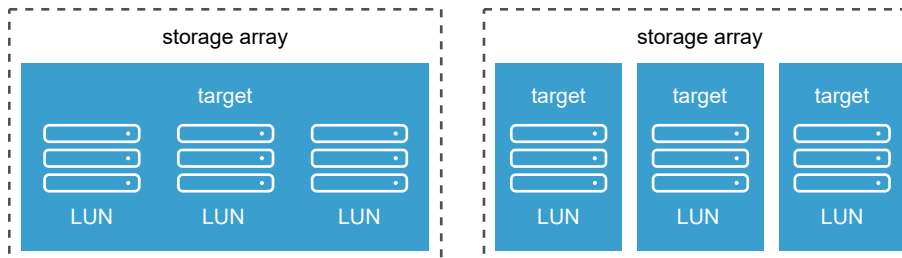 storage array
target
LUN LUN LUN
storage array
target target target
LUN LUN LUN